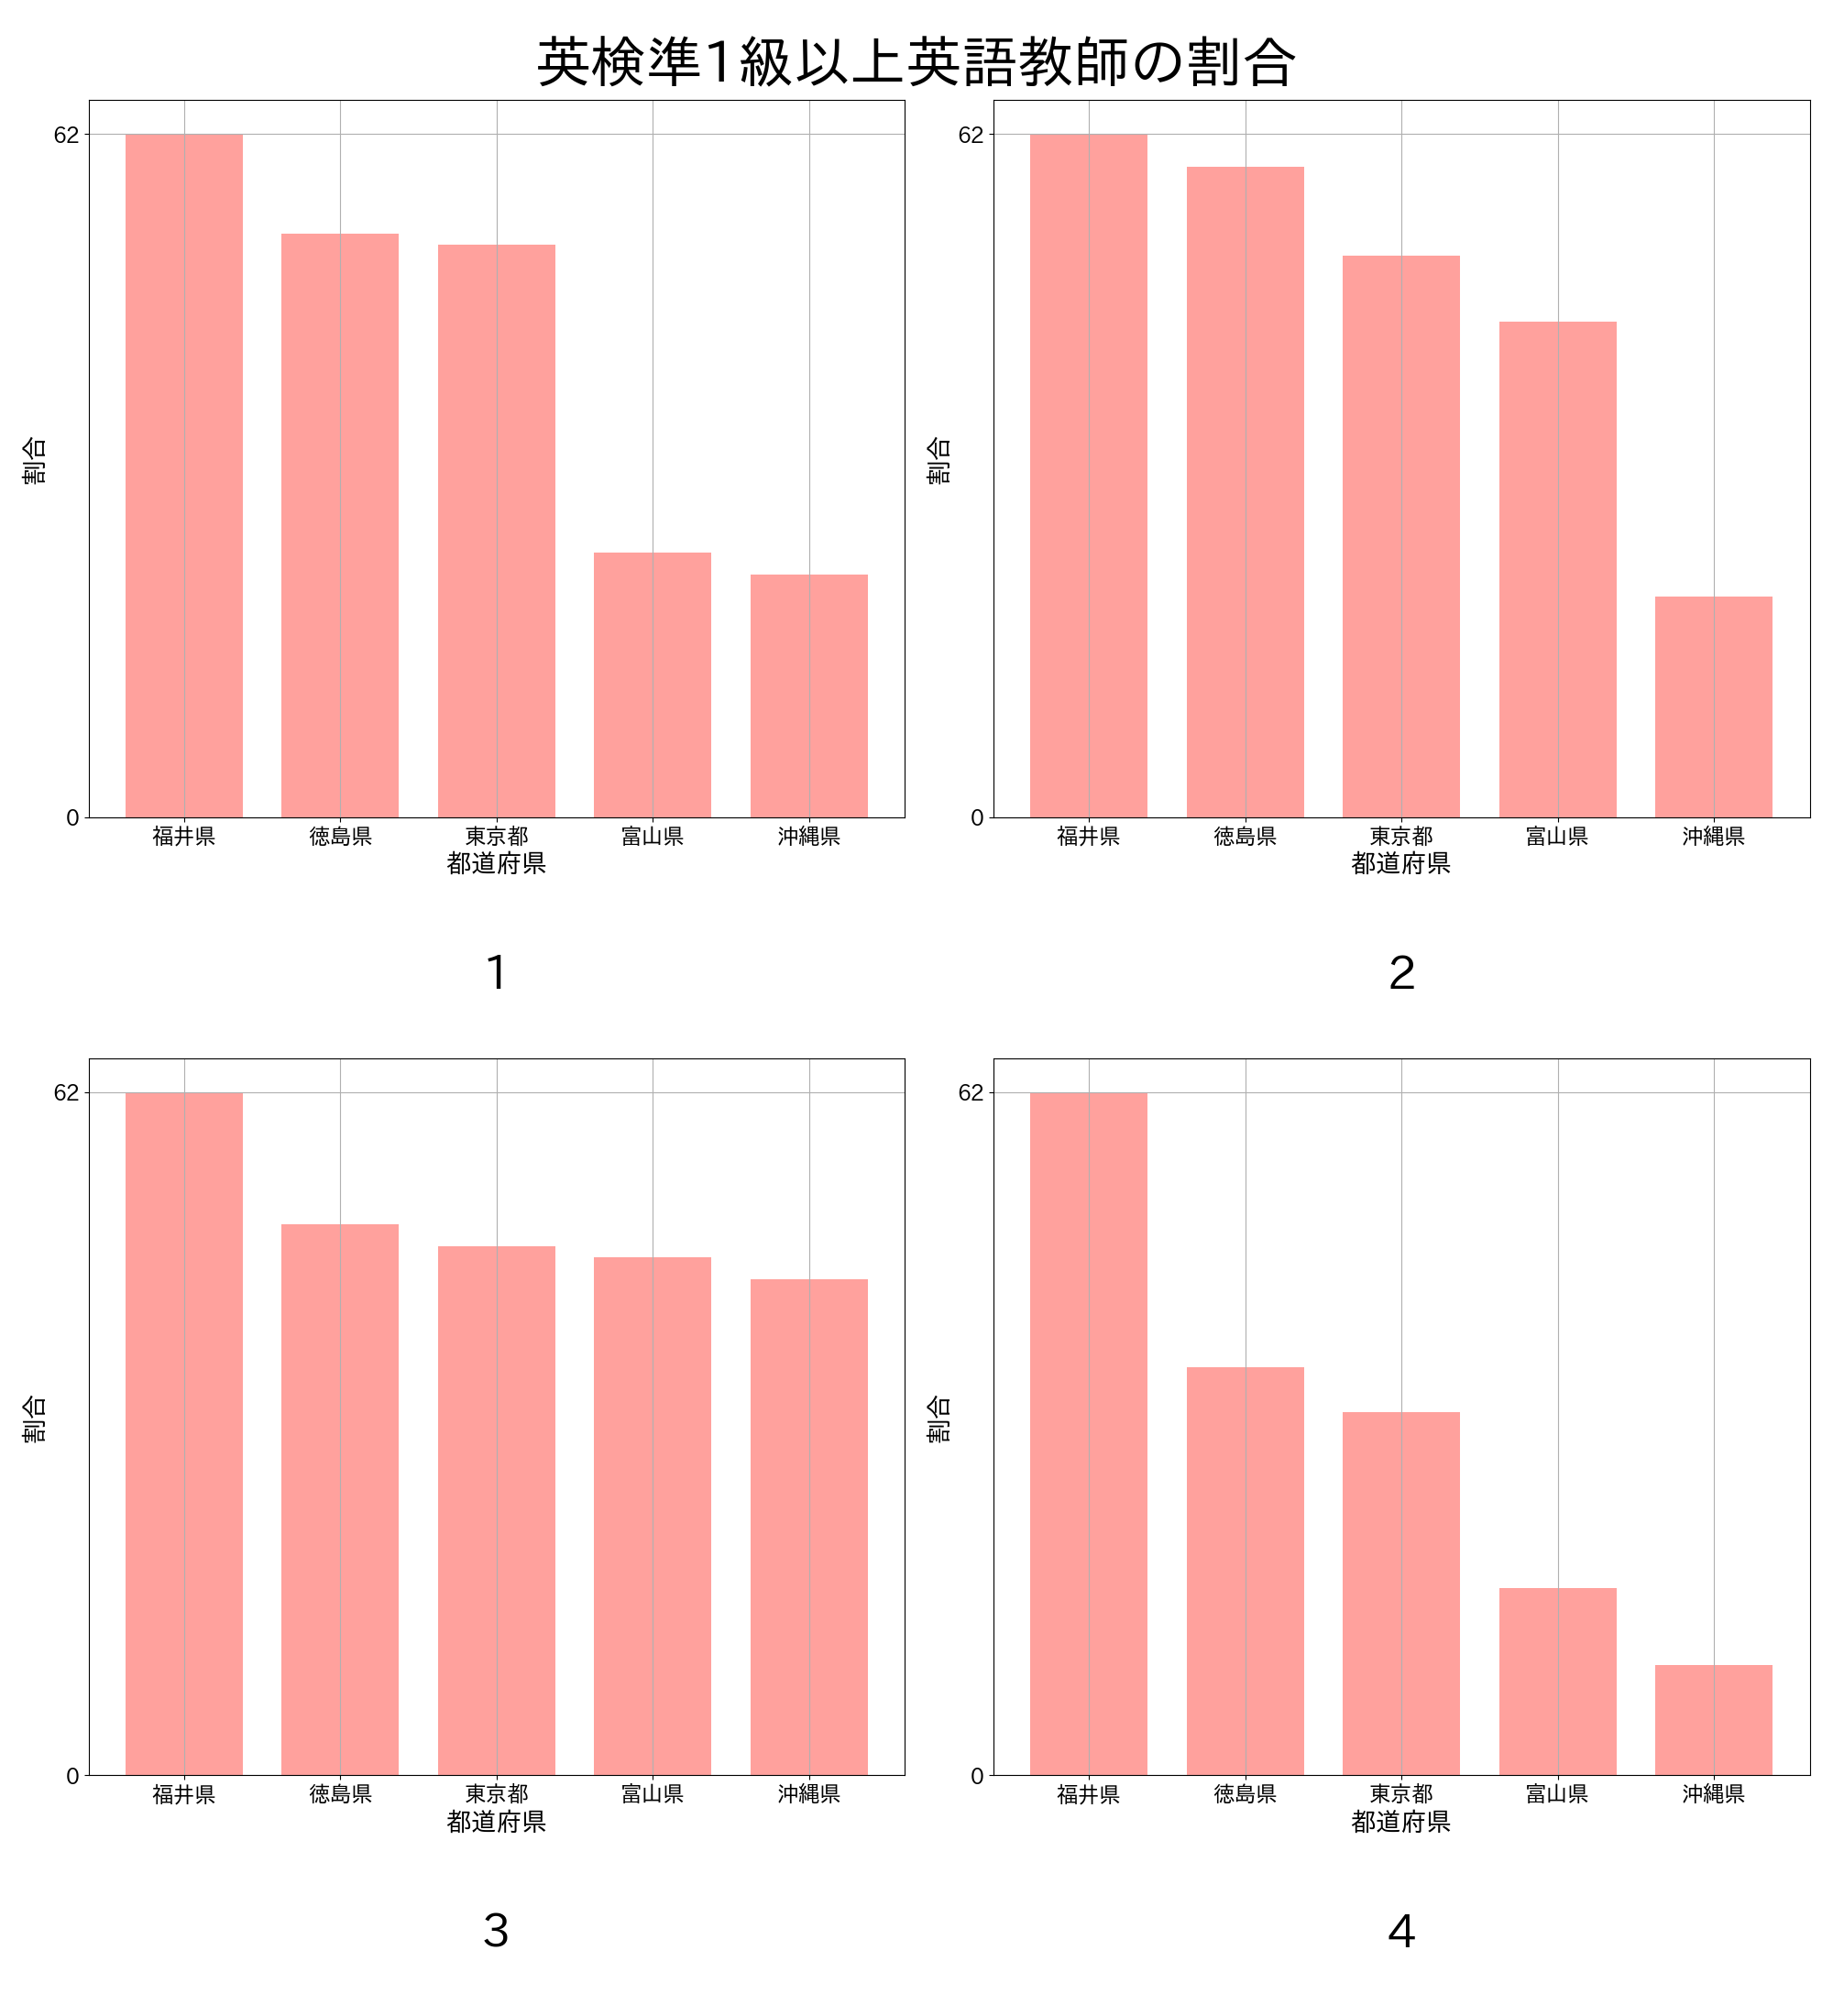 英検準1級以上英語教師の割合
62
0
割合
福井県 徳島県 東京都 富山県 沖縄県
都道府県
1
62
0
割合
福井県 徳島県 東京都 富山県 沖縄県
都道府県
2
62
0
割合
福井県 徳島県 東京都 富山県 沖縄県
都道府県
3
62
0
割合
福井県 徳島県 東京都 富山県 沖縄県
都道府県
4